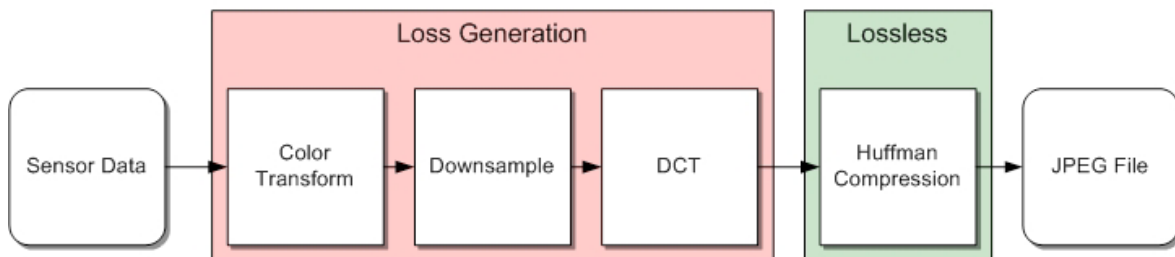 Loss Generation
Lossless
Sensor Data
Color
Transform
Downsample
DCT
Huffman
Compression
JPEG File